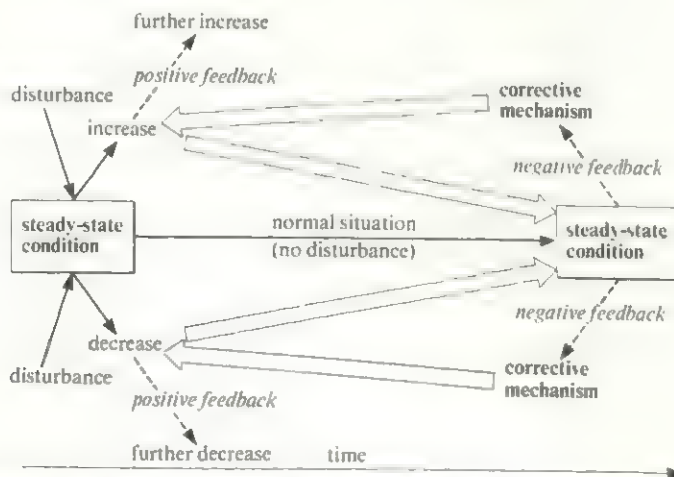 further increase
positive feedback
disturbance
increase
corrective
mechanism
negative feedback
steady-state
condition
normal situation
(no disturbance)
steady-state
condition
negative feedback
decrease
disturbance
corrective
mechanism
positive feedback
further decrease
time